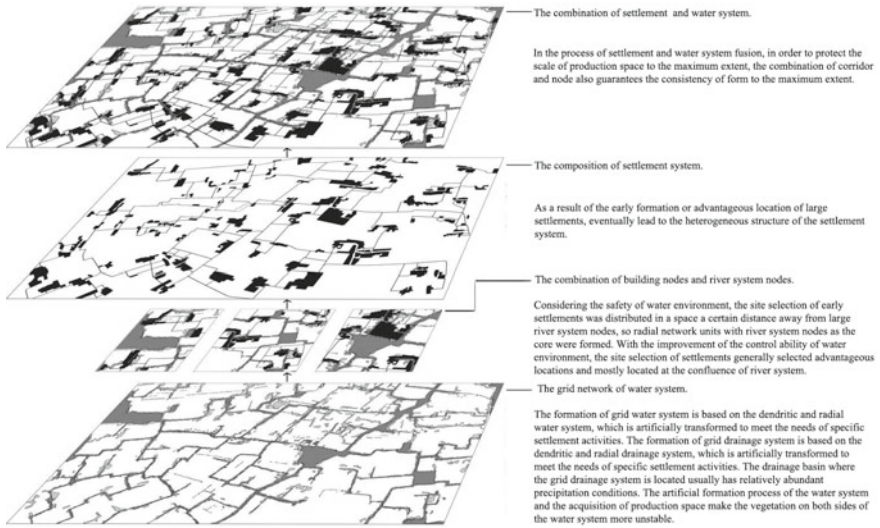 The combination of settlement and water system.
In the process of settlement and water system fusion, in order to protect the
scale of production space to the maximum extent, the combination of corridor
and node also guarantees the consistency of form to the maximum extent.
The composition of settlement system.
As a result of the early formation or advantageous location of large
settlements, eventually lead to the heterogeneous structure of the settlement
system.
The combination of building nodes and river system nodes.
Considering the safety of water environment, the site selection of early
settlements was distributed in a space a certain distance away from large
river system nodes, so radial network units with river system nodes as the
core were formed. With the improvement of the control ability of water
environment, the site selection of settlements generally selected advantageous
locations and mostly located at the confluence of river system.
The grid network of water system.
The formation of grid water system is based on the dendritic and radial
water system, which is artificially transformed to meet the needs of specific
settlement activities. The formation of grid drainage system is based on the
dendritic and radial drainage system, which is artificially transformed to
meet the needs of specific settlement activities. The drainage basin where
the grid drainage system is located usually has relatively abundant
precipitation conditions. The artificial formation process of the water system
and the acquisition of production space make the vegetation on both sides of
the water system more unstable.